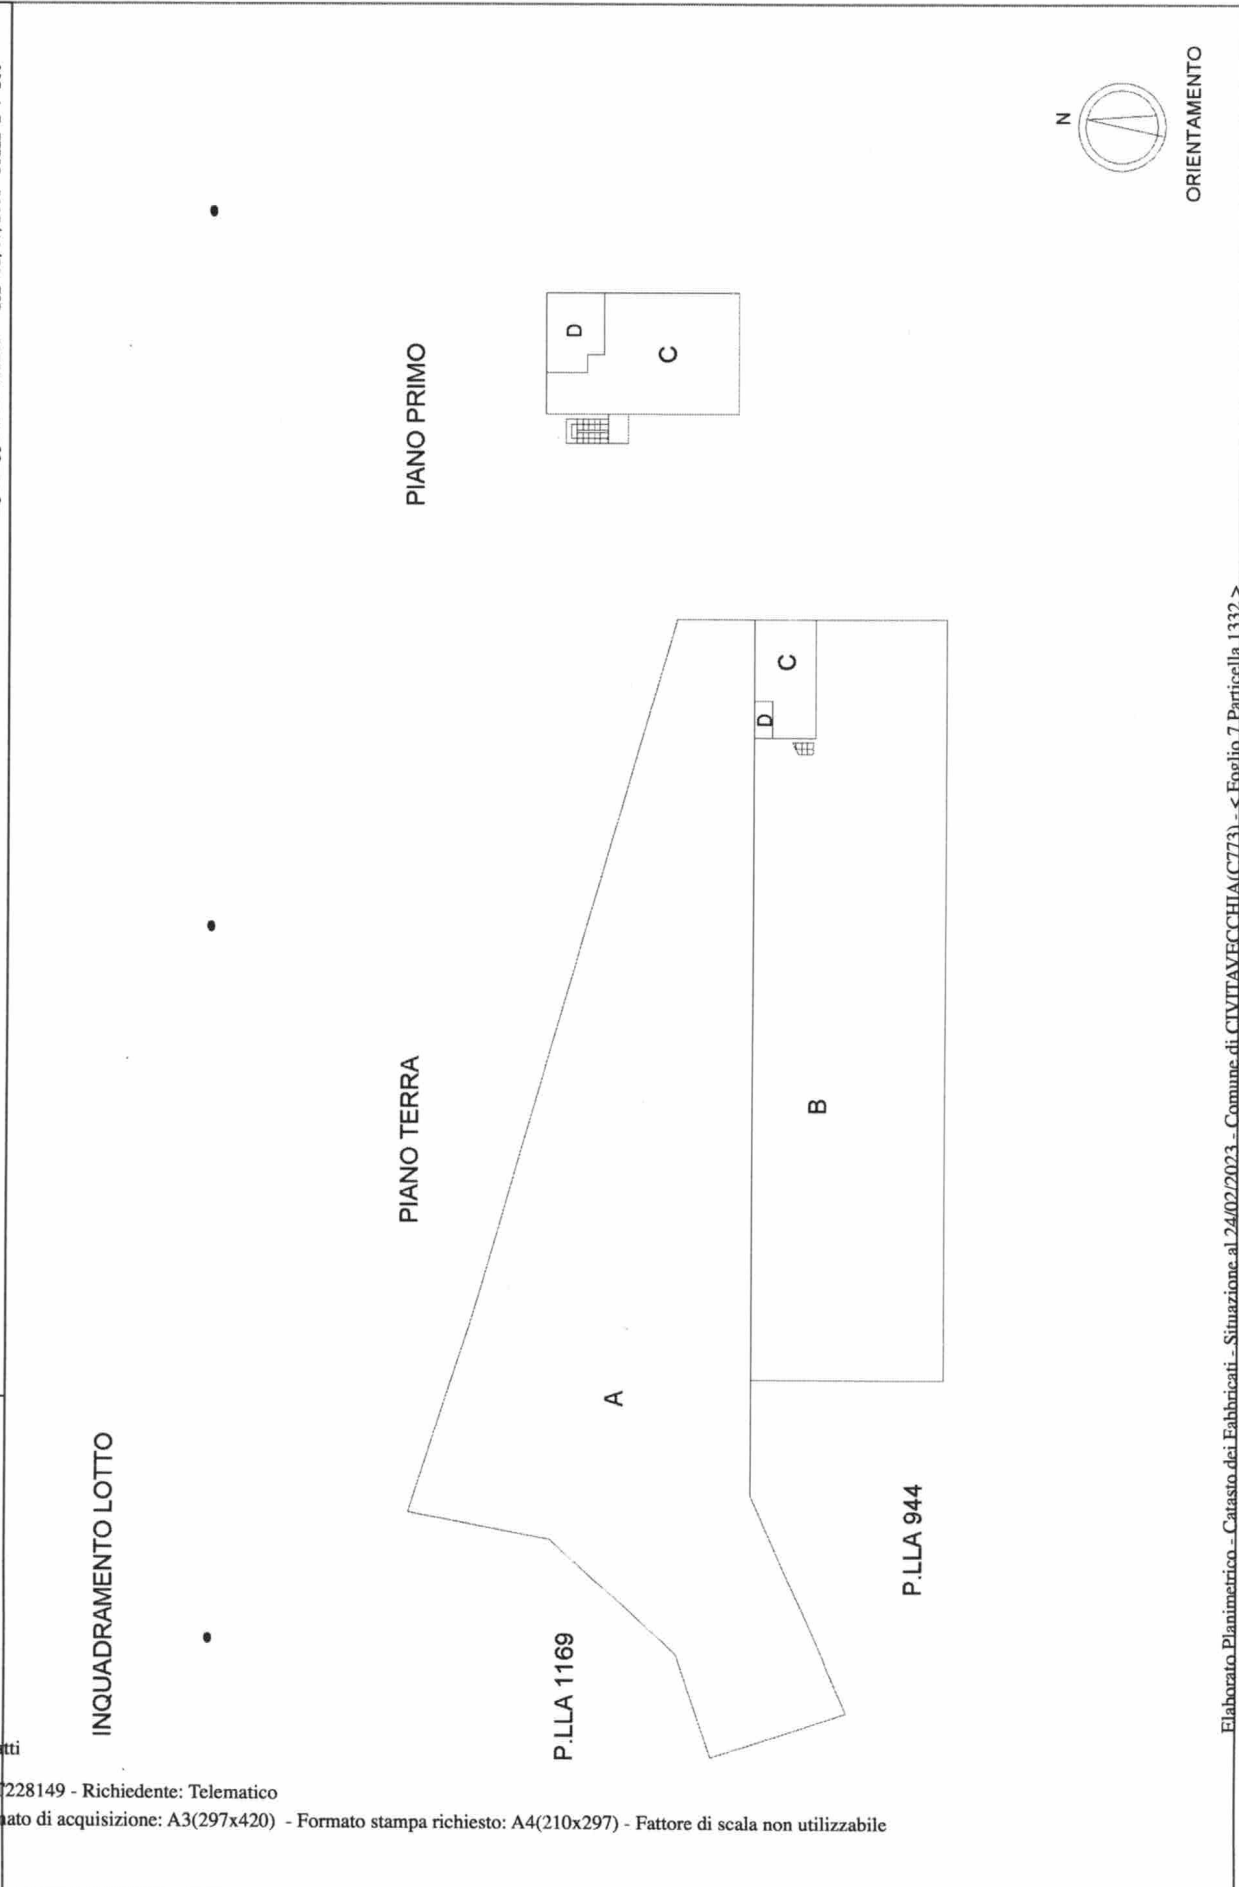 INQUADRAMENTO LOTTO
PIANO TERRA
PIANO PRIMO
D
C
A
B
C
D
P.LLA 1169
P.LLA 944
N
ORIENTAMENTO
Elaborato Planimetrico - Catasto dei Fabbricati - Situazione al 24/02/2023 - Comune di CIVITAVECCHIA(C773) - < Foglio 7 Particella 1332 >
228149 - Richiedente: Telematico
di acquisizione: A3(297x420) - Formato stampa richiesto: A4(210x297) - Fattore di scala non utilizzabile